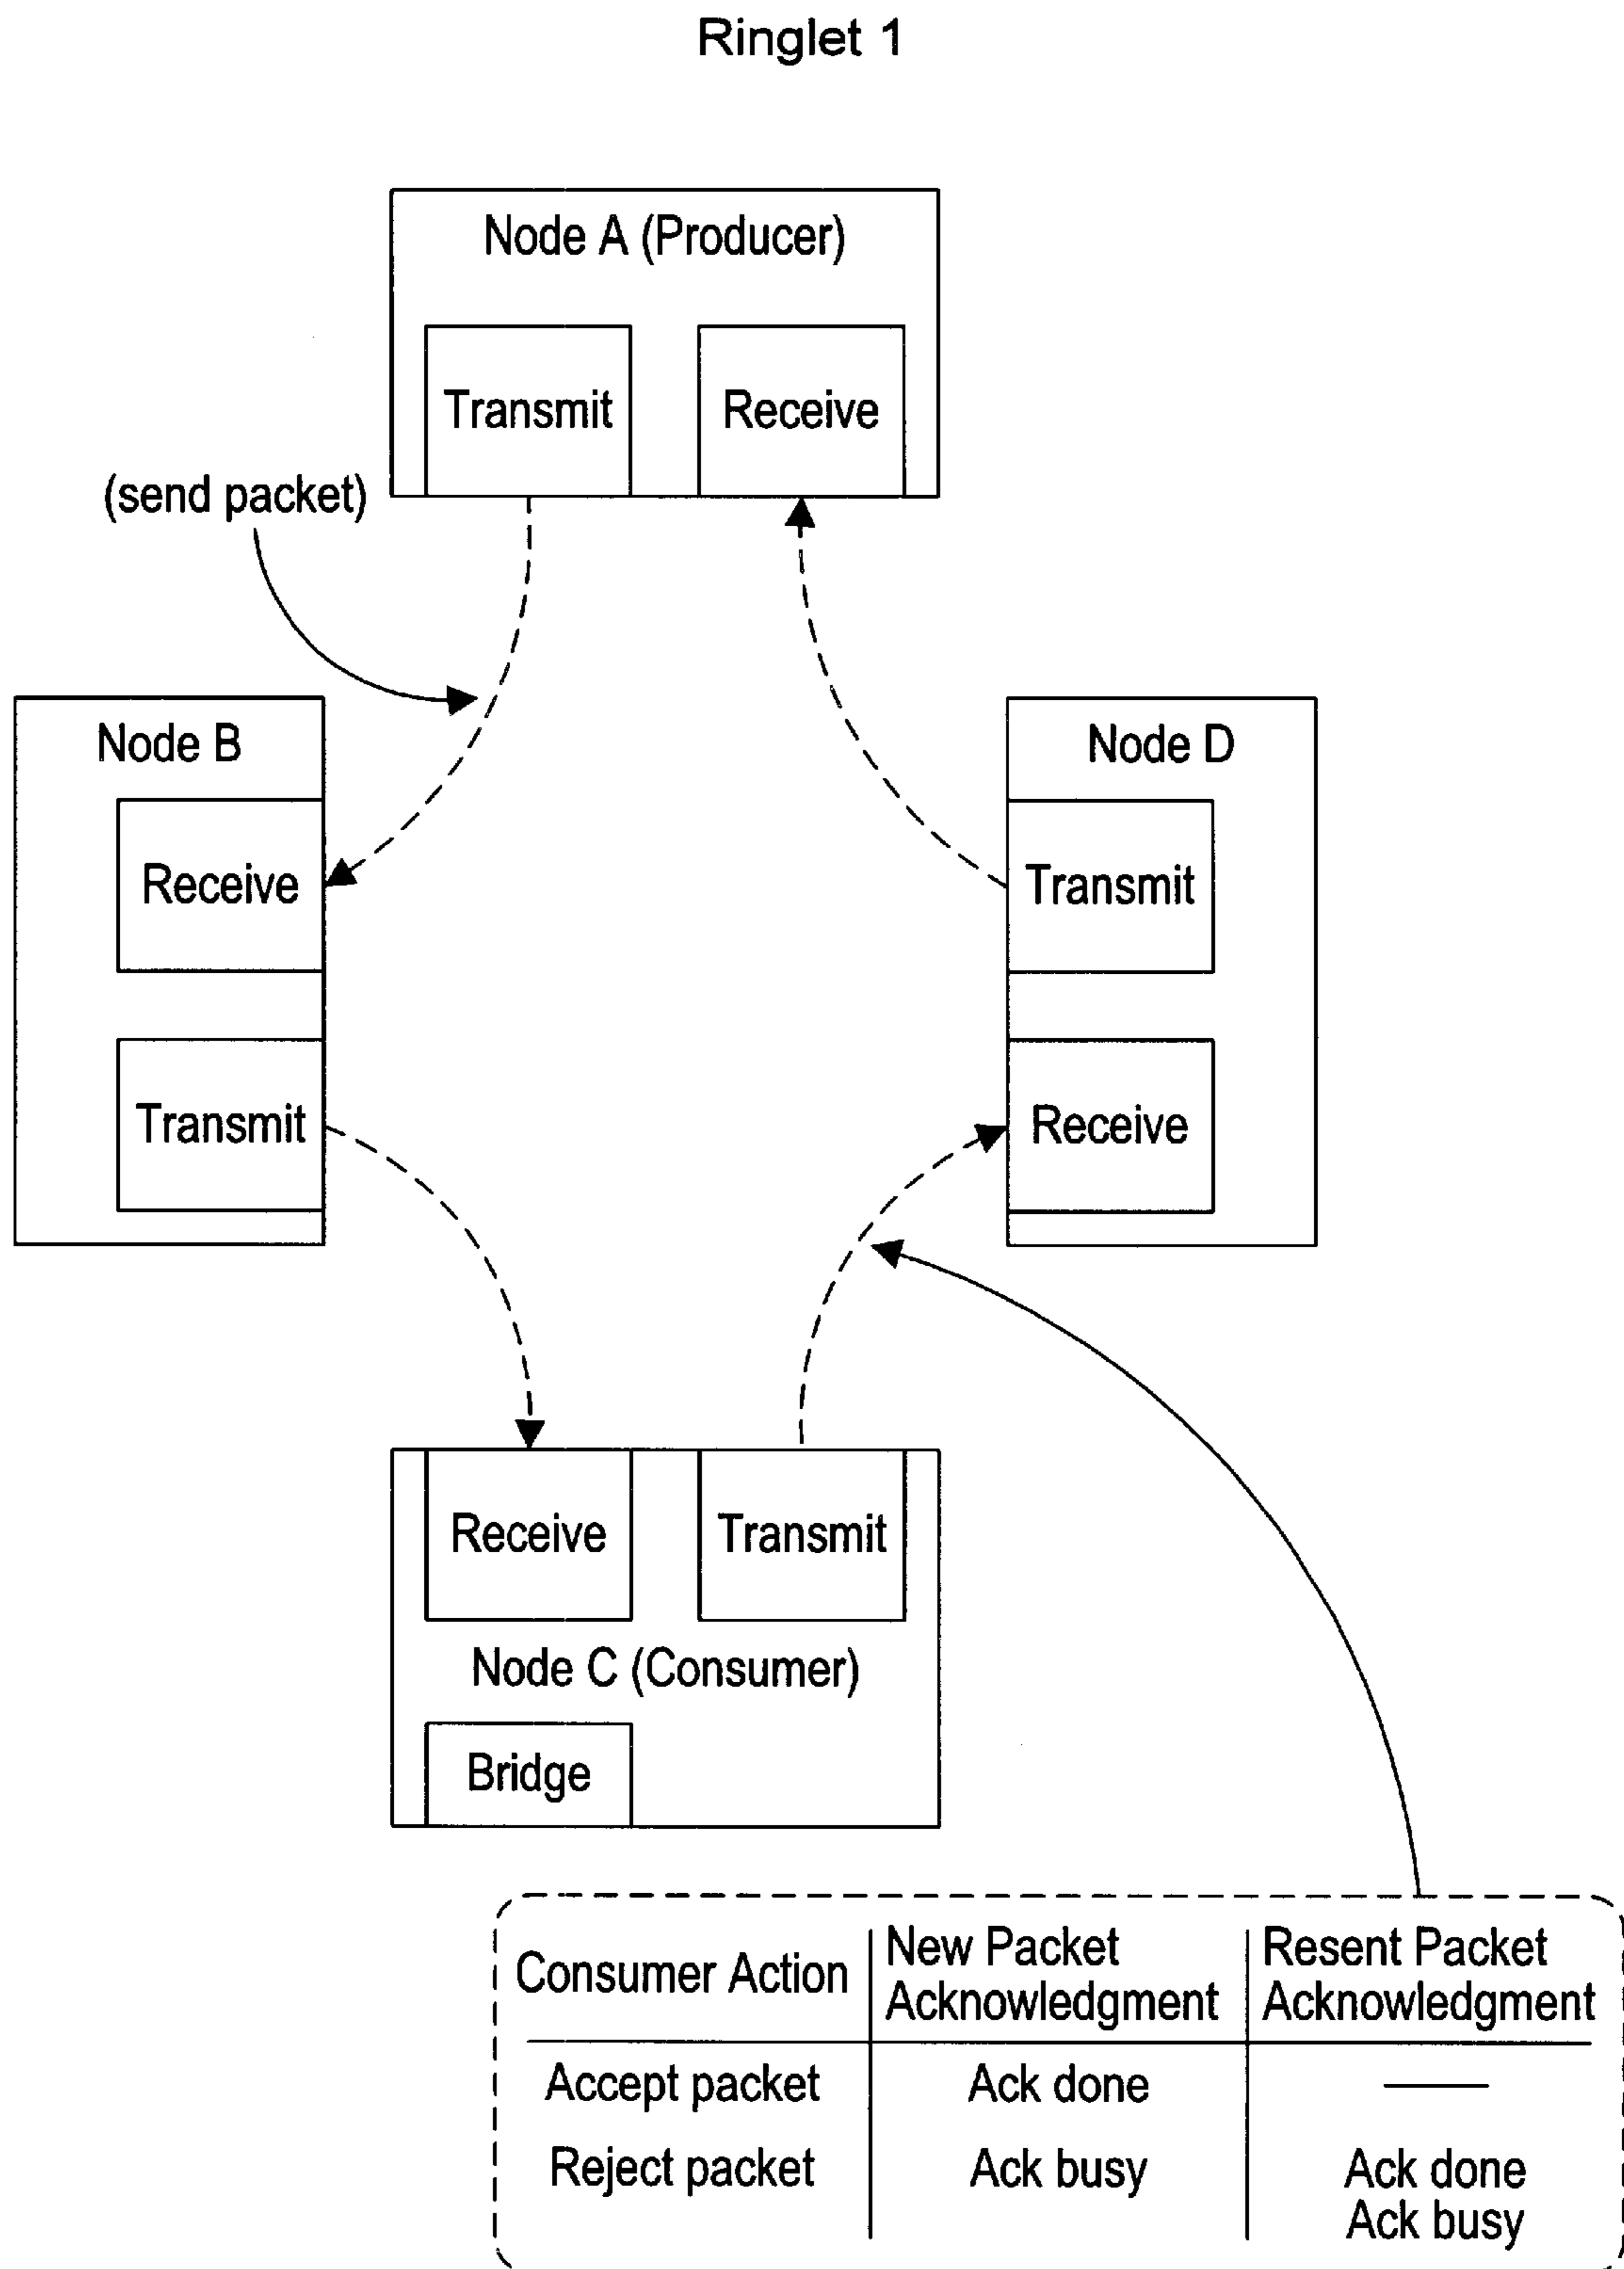 Ringlet 1
Node A (Producer)
Transmit
Receive
(send packet)
Node B
Receive
Transmit
Node D
Transmit
Receive
Receive
Transmit
Node C (Consumer)
Bridge
Consumer Action
New Packet
Acknowledgment
Resent Packet
Acknowledgment
Accept packet
Ack done
Reject packet
Ack busy
Ack done
Ack busy